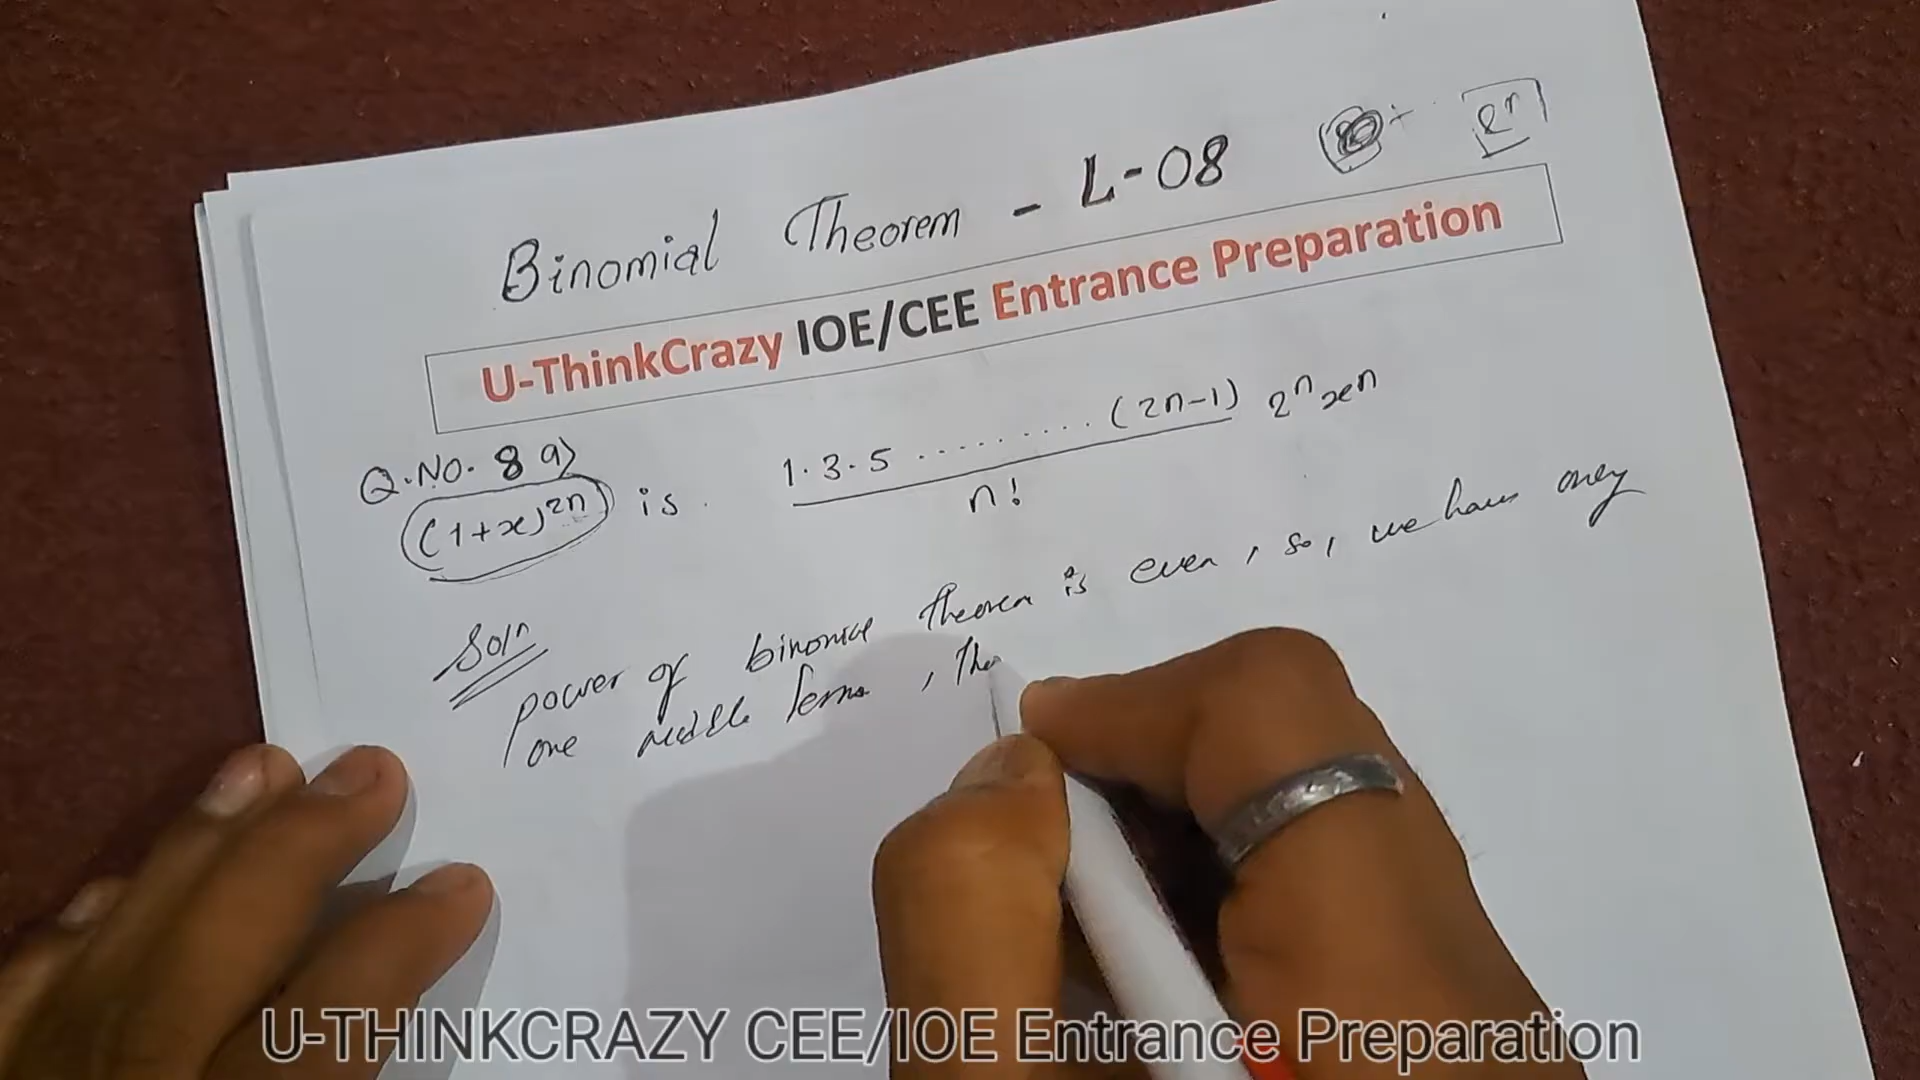 2ⁿ
Binomial Theorem - L-08
U-ThinkCrazy IOE/CEE Entrance Preparation
Q.NO. 8 a)
(1+x)²ⁿ is 1·3·5 .......... (2n-1) / n! 2ⁿxⁿ
Soln
power of binomial theorem is even, so, we have only
one middle term, the
U-THINKCRAZY CEE/IOE Entrance Preparation